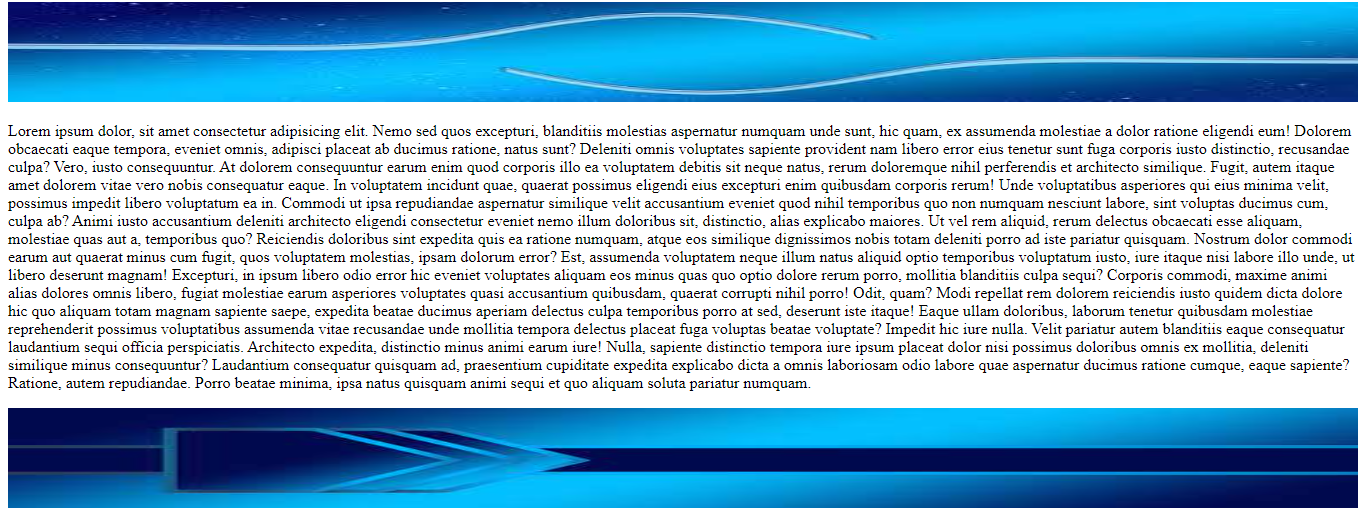 Lorem ipsum dolor, sit amet consectetur adipisicing elit. Nemo sed quos excepturi, blanditiis molestias aspernatur numquam unde sunt, hic quam, ex assumenda molestiae a dolor ratione eligendi eum! Dolorem
obcaecati eaque tempora, eveniet omnis, adipisci placeat ab ducimus ratione, natus sunt? Deleniti omnis voluptates sapiente provident nam libero error eius tenetur sunt fuga corporis iusto distinctio, recusandae
culpa? Vero, iusto consequuntur. At dolorem consequuntur earum enim quod corporis illo ea voluptatem debitis sit neque natus, rerum doloremque nihil perferendis et architecto similique. Fugit, autem itaque
amet dolorem vitae vero nobis consequatur eaque. In voluptatem incidunt quae, quaerat possimus eligendi eius excepturi enim quibusdam corporis rerum! Unde voluptatibus asperiores qui eius minima velit,
possimus impedit libero voluptatum ea in. Commodi ut ipsa repudiandae aspernatur similique velit accusantium eveniet quod nihil temporibus quo non numquam nesciunt labore, sint voluptas ducimus cum,
culpa ab? Animi iusto accusantium deleniti architecto eligendi consectetur eveniet nemo illum doloribus sit, distinctio, alias explicabo maiores. Ut vel rem aliquid, rerum delectus obcaecati esse aliquam,
molestiae quas aut a, temporibus quo? Reiciendis doloribus sint expedita quis ea ratione numquam, atque eos similique dignissimos nobis totam deleniti porro ad iste pariatur quisquam. Nostrum dolor commodi
earum aut quaerat minus cum fugit, quos voluptatem molestias, ipsam dolorum error? Est, assumenda voluptatem neque illum natus aliquid optio temporibus voluptatum iusto, iure itaque nisi labore illo unde, ut
libero deserunt magnam! Excepturi, in ipsum libero odio error hic eveniet voluptates aliquam eos minus quas quo optio dolore rerum porro, mollitia blanditiis culpa sequi? Corporis commodi, maxime animi
alias dolores omnis libero, fugiat molestiae earum asperiores voluptates quasi accusantium quibusdam, quaerat corrupti nihil porro! Odit, quam? Modi repellat rem dolorem reiciendis iusto quidem dicta dolore
hic quo aliquam totam magnam sapiente saepe, expedita beatae ducimus aperiam delectus culpa temporibus porro at sed, deserunt iste itaque! Eaque ullam doloribus, laborum tenetur quibusdam molestiae
reprehenderit possimus voluptatibus assumenda vitae recusandae unde mollitia tempora delectus placeat fuga voluptas beatae voluptate? Impedit hic iure nulla. Velit pariatur autem blanditiis eaque consequatur
laudantium sequi officia perspiciatis. Architecto expedita, distinctio minus animi earum iure! Nulla, sapiente distinctio tempora iure ipsum placeat dolor nisi possimus doloribus omnis ex mollitia, deleniti
similique minus consequuntur? Laudantium consequatur quisquam ad, praesentium cupiditate expedita explicabo dicta a omnis laboriosam odio labore quae aspernatur ducimus ratione cumque, eaque sapiente?
Ratione, autem repudiandae. Porro beatae minima, ipsa natus quisquam animi sequi et quo aliquam soluta pariatur numquam.